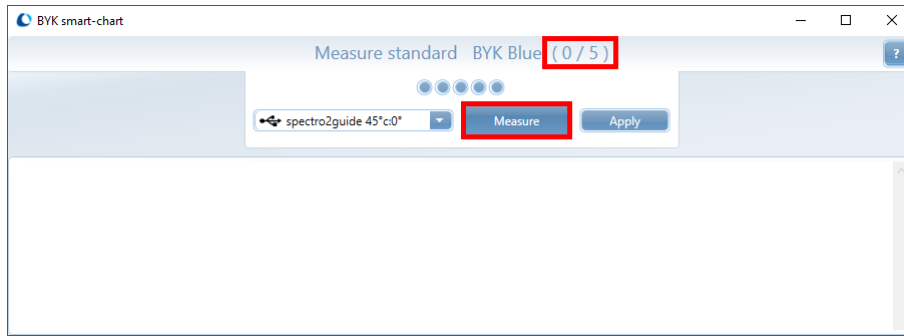 BYK smart-chart
Measure standard BYK Blue ( 0 / 5 )
?
spectro2guide 45°c:0° Measure Apply